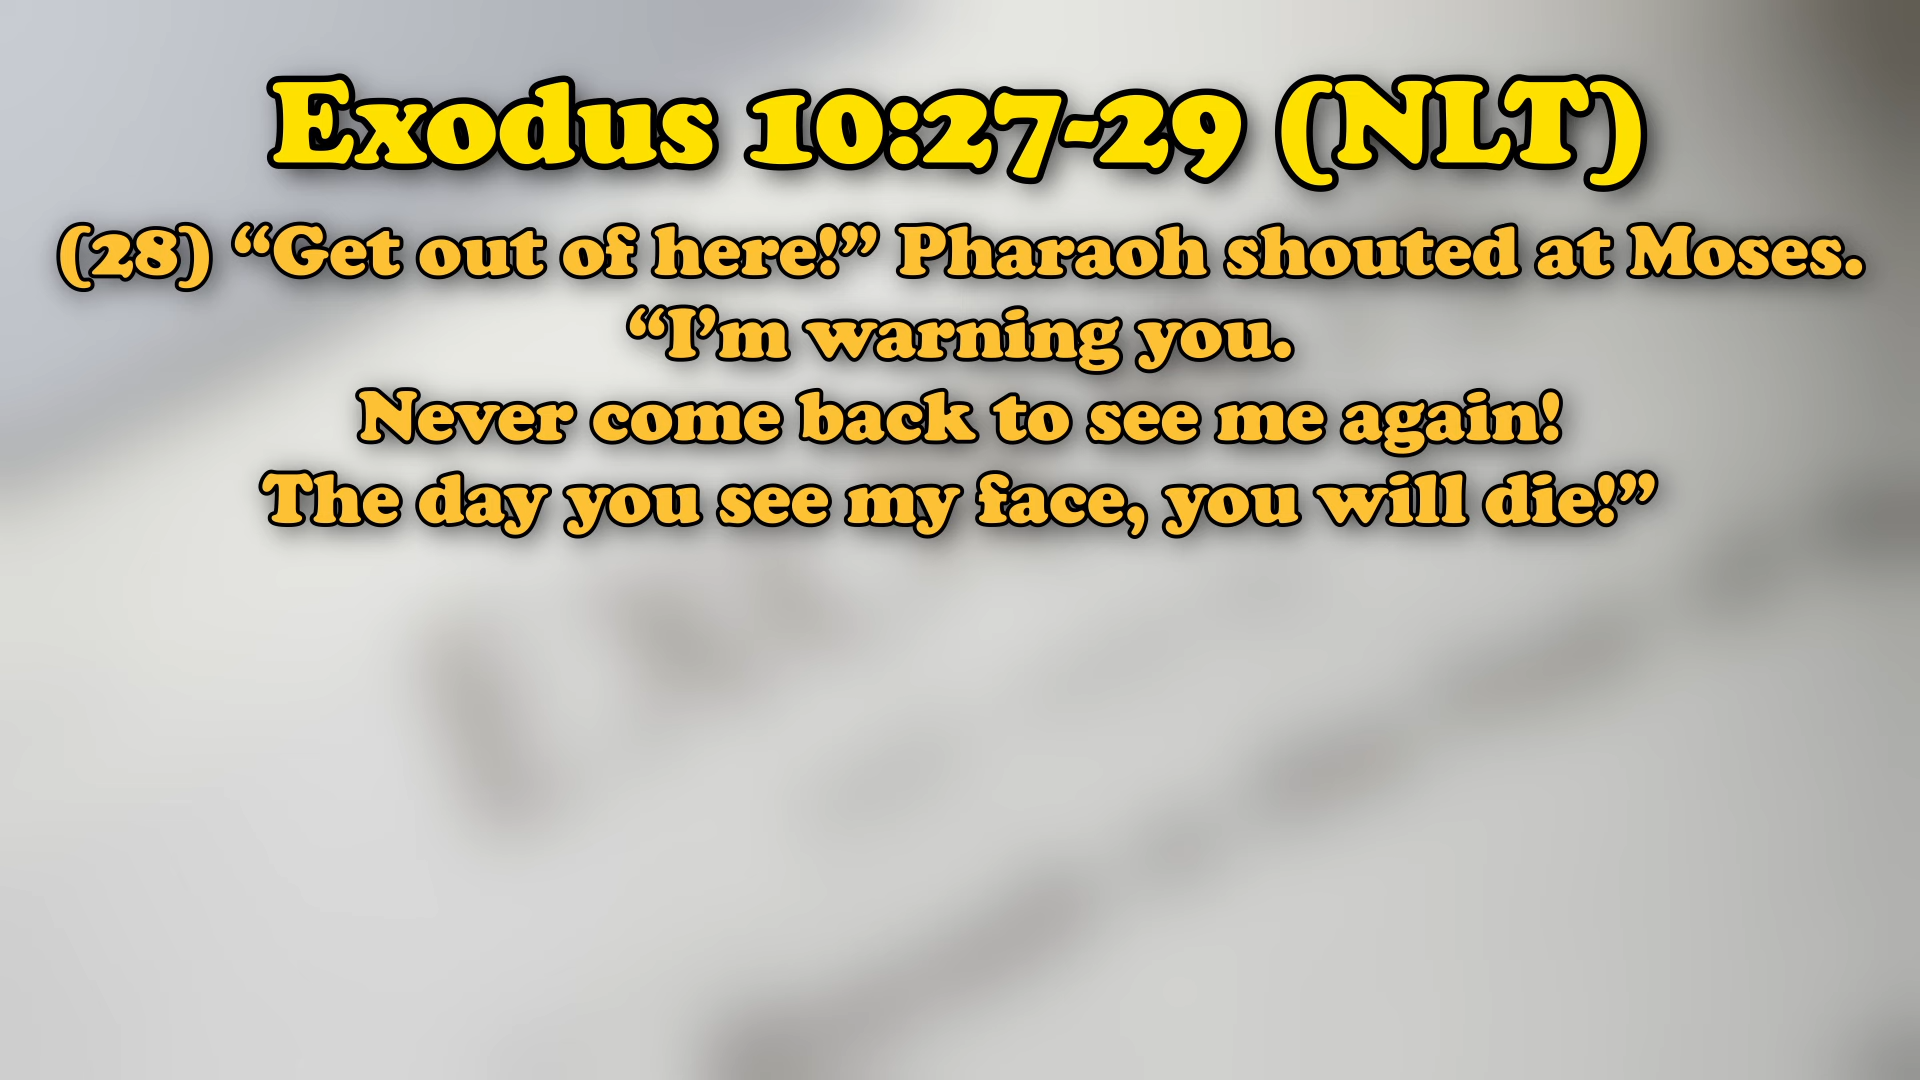 Exodus 10:27-29 (NLT)
(28) “Get out of here!” Pharaoh shouted at Moses.
“I’m warning you.
Never come back to see me again!
The day you see my face, you will die!”